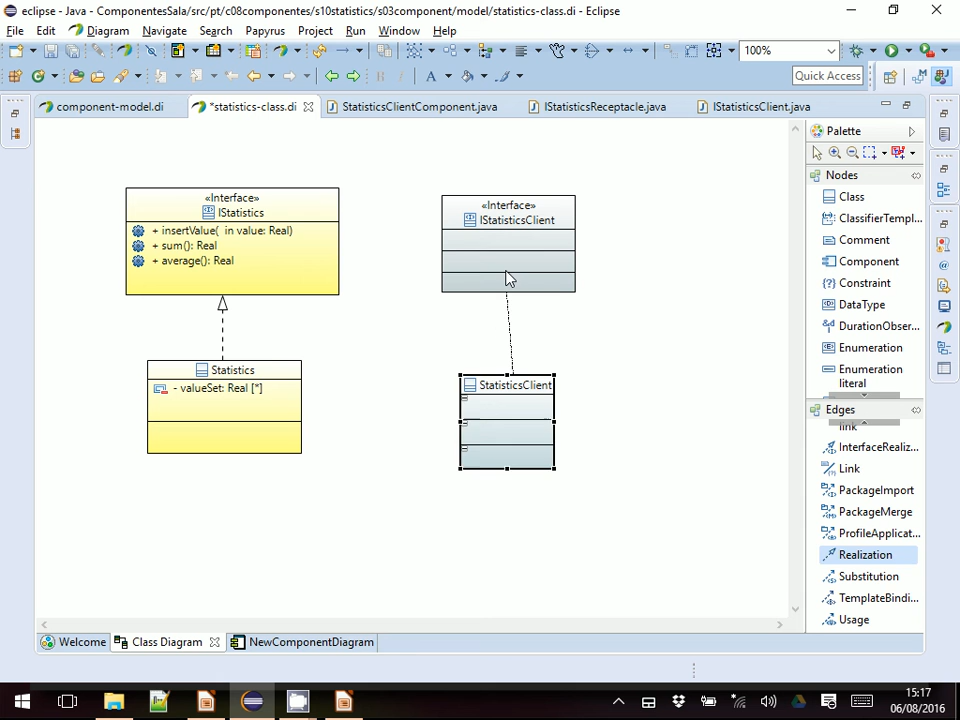 eclipse - Java - ComponentesSala/src/pt/c08componentes/s10statistics/s03component/model/statistics-class.di - Eclipse
File Edit Diagram Navigate Search Papyrus Project Run Window Help
100%
Quick Access
component-model.di *statistics-class.di StatisticsClientComponent.java IStatisticsReceptacle.java IStatisticsClient.java
Palette
Nodes
Class
ClassifierTempl...
Comment
Component
Constraint
DataType
DurationObser...
Enumeration
Enumeration
literal
Edges
link
InterfaceRealiz...
Link
PackageImport
PackageMerge
ProfileApplicat...
Realization
Substitution
TemplateBindi...
Usage
«Interface»
IStatistics
+ insertValue( in value: Real)
+ sum(): Real
+ average(): Real
Statistics
- valueSet: Real [*]
«Interface»
IStatisticsClient
StatisticsClient
Welcome Class Diagram NewComponentDiagram
15:17
06/08/2016